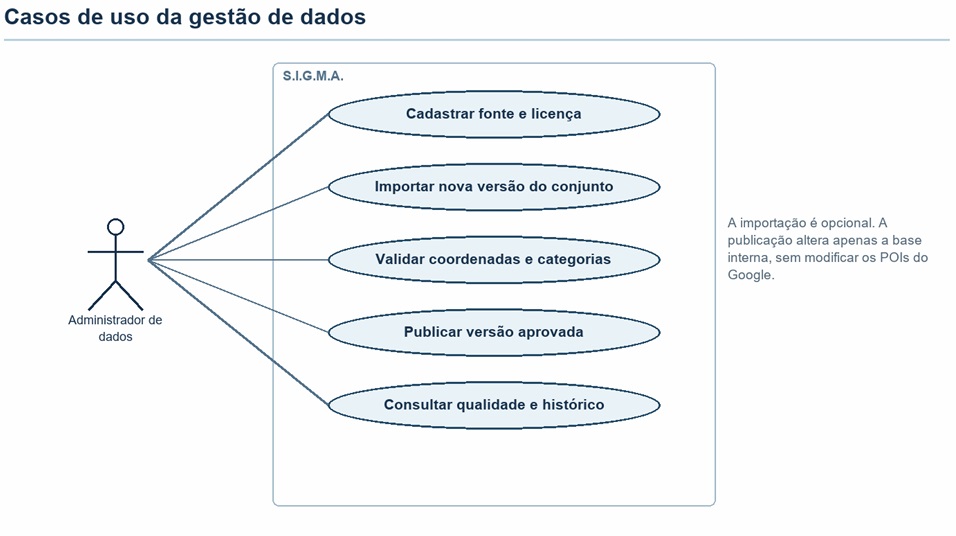 Casos de uso da gestão de dados
S.I.G.M.A.
Cadastrar fonte e licença
Importar nova versão do conjunto
Validar coordenadas e categorias
Publicar versão aprovada
Consultar qualidade e histórico
Administrador de
dados
A importação é opcional. A
publicação altera apenas a base
interna, sem modificar os POIs do
Google.